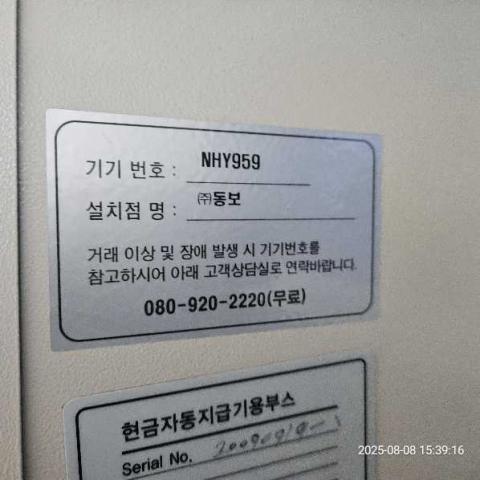 기기 번호 : NHY959
설치점 명 : ㈜동보
거래 이상 및 장애 발생 시 기기번호를
참고하시어 아래 고객상담실로 연락바랍니다.
080-920-2220(무료)
현금자동지급기용부스
Serial No.
2025-08-08 15:39:16